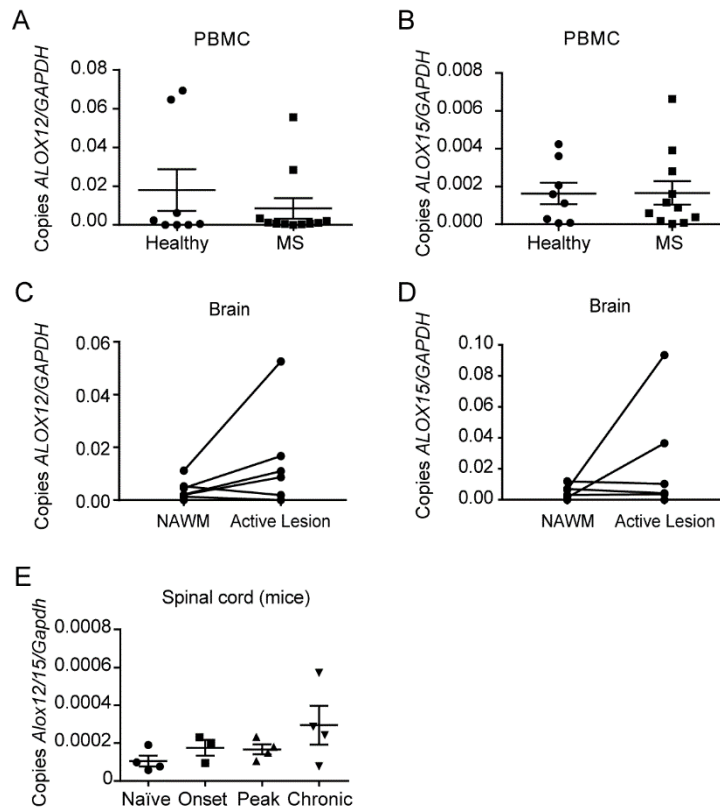 A
PBMC
Copies ALOX12/GAPDH
0.08
0.06
0.04
0.02
0.00
Healthy MS
B
PBMC
Copies ALOX15/GAPDH
0.008
0.006
0.004
0.002
0.000
Healthy MS
C
Brain
Copies ALOX12/GAPDH
0.06
0.04
0.02
0.00
NAWM Active Lesion
D
Brain
Copies ALOX15/GAPDH
0.10
0.08
0.06
0.04
0.02
0.00
NAWM Active Lesion
E
Spinal cord (mice)
Copies Alox12/15/Gapdh
0.0008
0.0006
0.0004
0.0002
0
Naïve Onset Peak Chronic